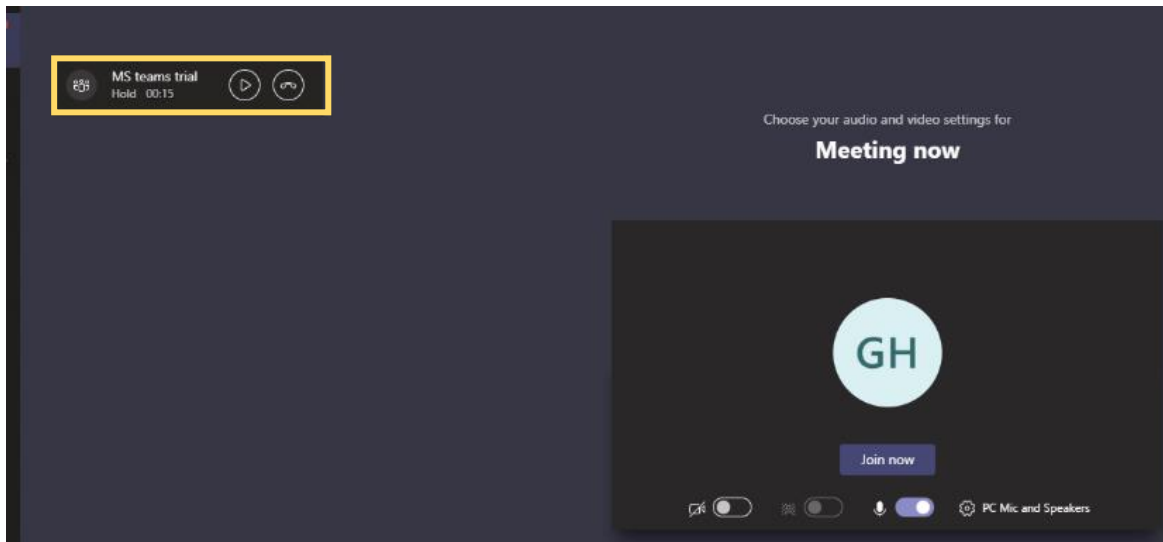 MS teams trial
Hold 00:15
Choose your audio and video settings for
Meeting now
GH
Join now
PC Mic and Speakers